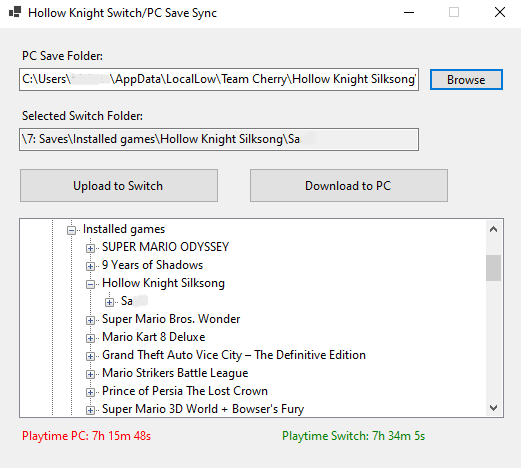 Hollow Knight Switch/PC Save Sync
PC Save Folder:
C:\Users\ \AppData\LocalLow\Team Cherry\Hollow Knight Silksong\
Browse
Selected Switch Folder:
\7: Saves\Installed games\Hollow Knight Silksong\Sa
Upload to Switch
Download to PC
Installed games
SUPER MARIO ODYSSEY
9 Years of Shadows
Hollow Knight Silksong
Sa
Super Mario Bros. Wonder
Mario Kart 8 Deluxe
Grand Theft Auto Vice City – The Definitive Edition
Mario Strikers Battle League
Prince of Persia The Lost Crown
Super Mario 3D World + Bowser's Fury
Playtime PC: 7h 15m 48s
Playtime Switch: 7h 34m 5s